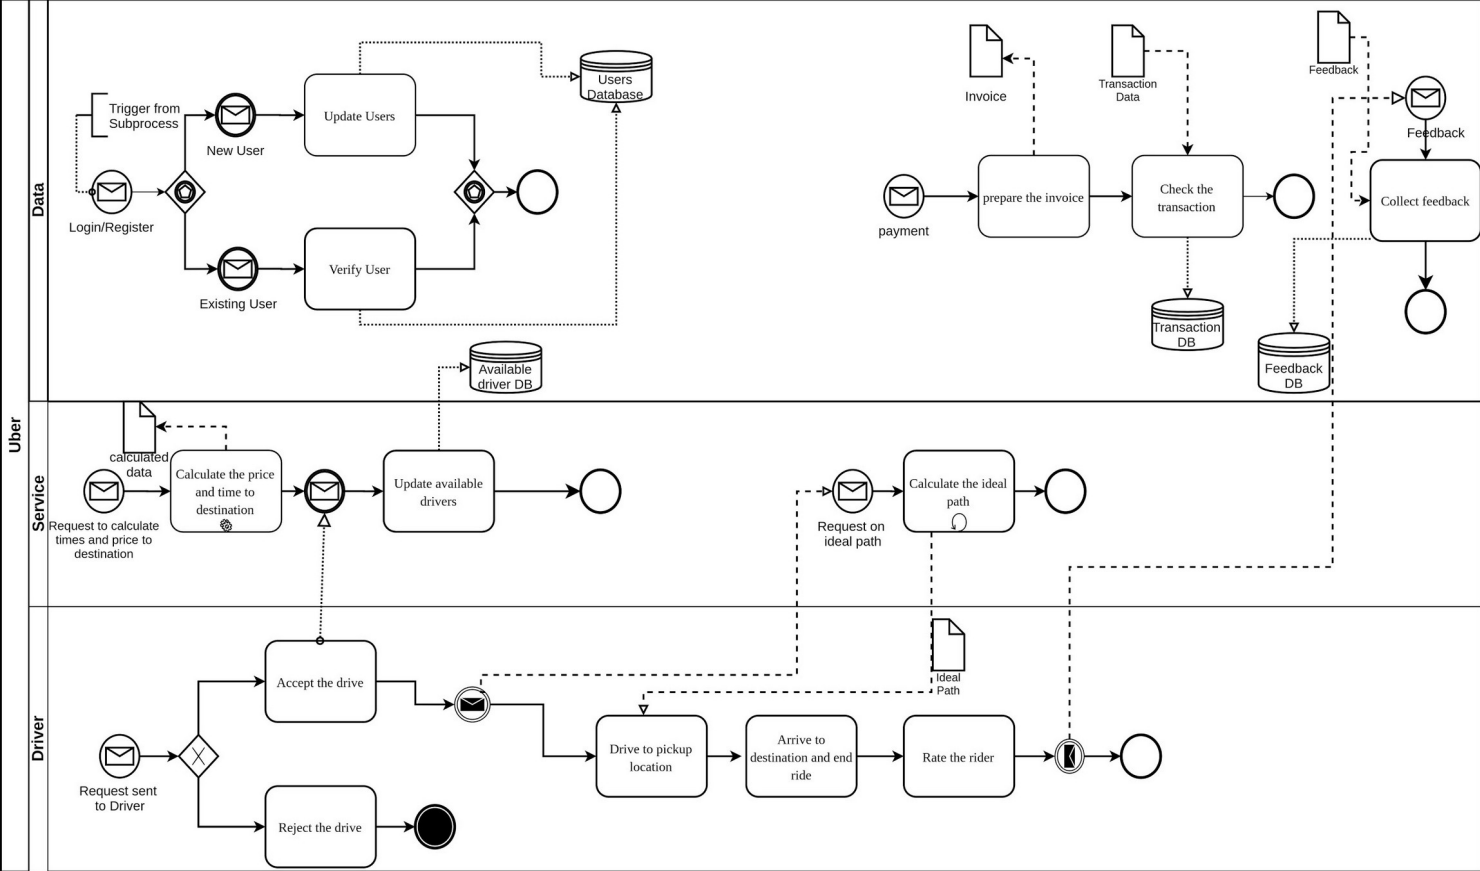 Uber
Data
Trigger from
Subprocess
Login/Register
New User
Existing User
Update Users
Verify User
Users
Database
Available
driver DB
Invoice
Transaction
Data
Feedback
payment
prepare the invoice
Check the
transaction
Transaction
DB
Feedback
Collect feedback
Feedback
DB
Service
calculated
data
Request to calculate
times and price to
destination
Calculate the price
and time to
destination
Update available
drivers
Request on
ideal path
Calculate the ideal
path
Driver
Request sent
to Driver
Accept the drive
Reject the drive
Ideal
Path
Drive to pickup
location
Arrive to
destination and end
ride
Rate the rider